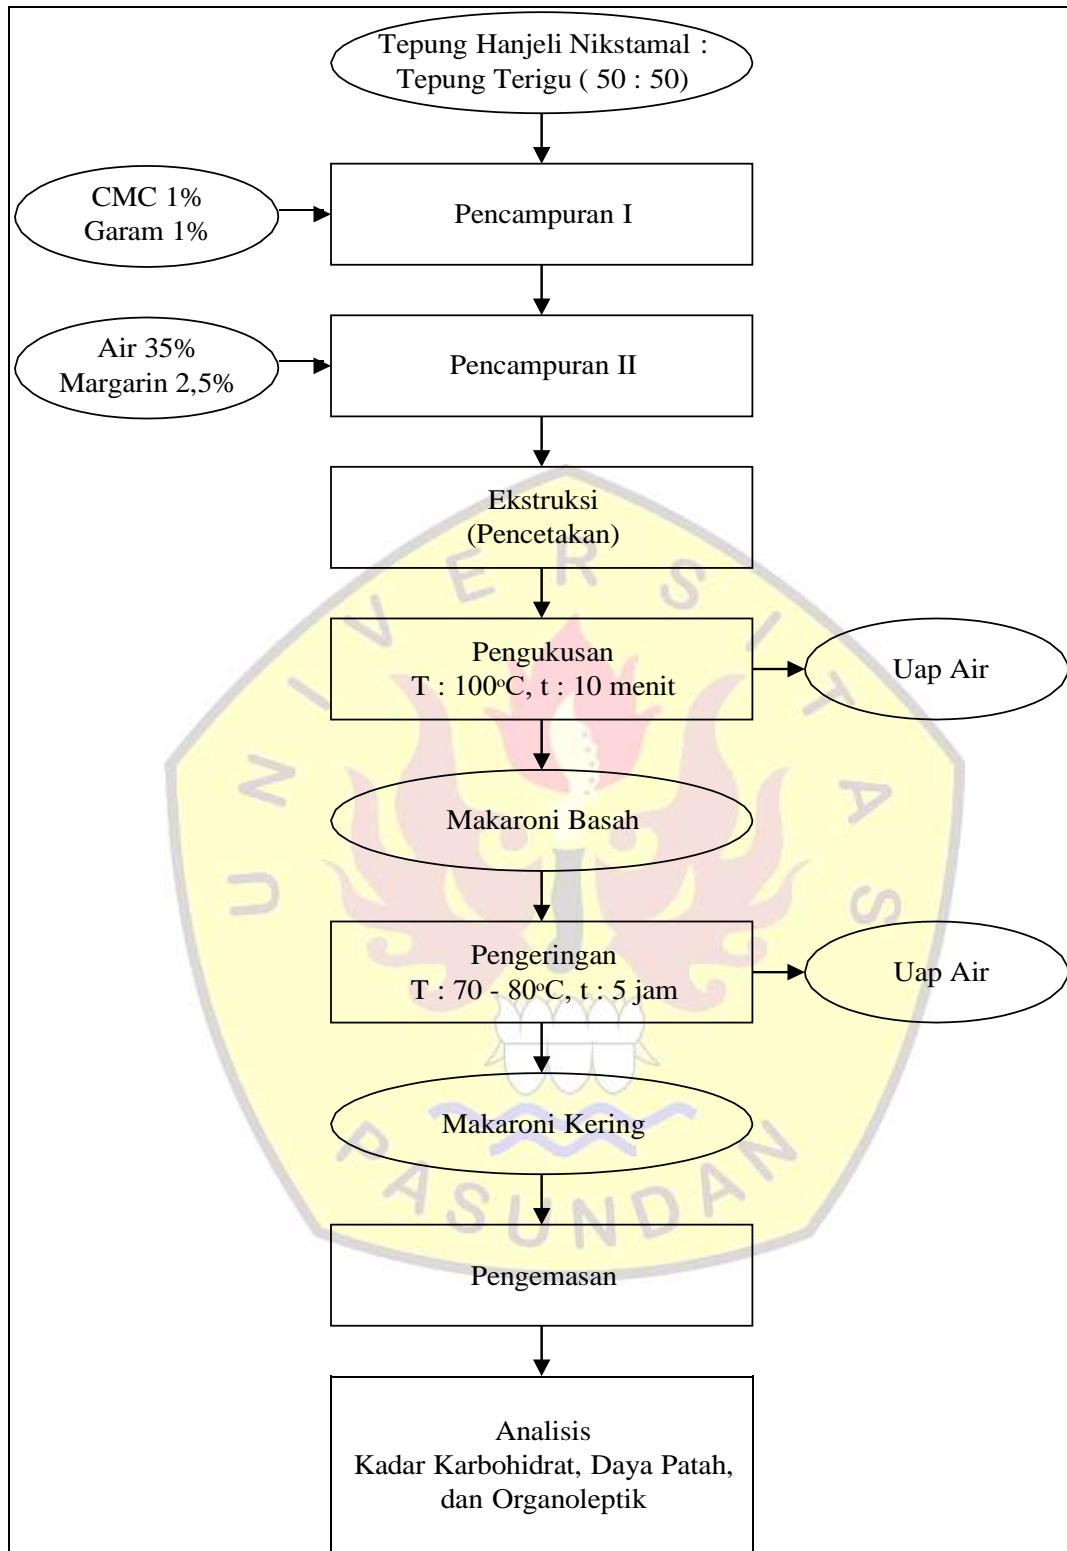 Tepung Hanjeli Nikstamal :
Tepung Terigu ( 50 : 50)
CMC 1%
Garam 1%
Pencampuran I
Air 35%
Margarin 2,5%
Pencampuran II
Ekstruksi
(Pencetakan)
Pengukusan
T : 100°C, t : 10 menit
Uap Air
Makaroni Basah
Pengeringan
T : 70 - 80°C, t : 5 jam
Uap Air
Makaroni Kering
Pengemasan
Analisis
Kadar Karbohidrat, Daya Patah,
dan Organoleptik
UNIVERSITAS
PASUNDAN